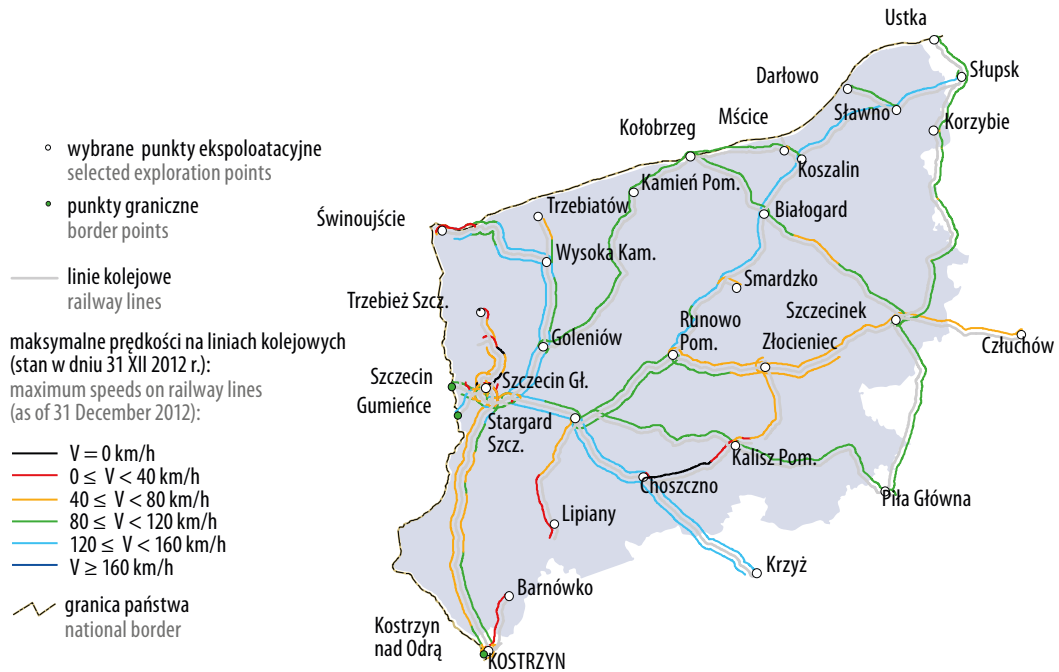 Ustka
Słupsk
Darłowo
Sławno
Korzybie
Mścice
Kołobrzeg
Koszalin
Kamień Pom.
Trzebiatów
Białogard
Świnoujście
Wysoka Kam.
Smardzko
Trzebież Szcz.
Szczecinek
Runowo
Pom.
Złocieniec
Goleniów
Człuchów
Szczecin
Gumieńce
Szczecin Gł.
Stargard
Szcz.
Kalisz Pom.
Choszczno
Piła Główna
Lipiany
Krzyż
Barnówko
Kostrzyn
nad Odrą
KOSTRZYN
wybrane punkty ekspoloatacyjne
selected exploration points
punkty graniczne
border points
linie kolejowe
railway lines
maksymalne prędkości na liniach kolejowych
(stan w dniu 31 XII 2012 r.):
maximum speeds on railway lines
(as of 31 December 2012):
V = 0 km/h
0 ≤ V < 40 km/h
40 ≤ V < 80 km/h
80 ≤ V < 120 km/h
120 ≤ V < 160 km/h
V ≥ 160 km/h
granica państwa
national border